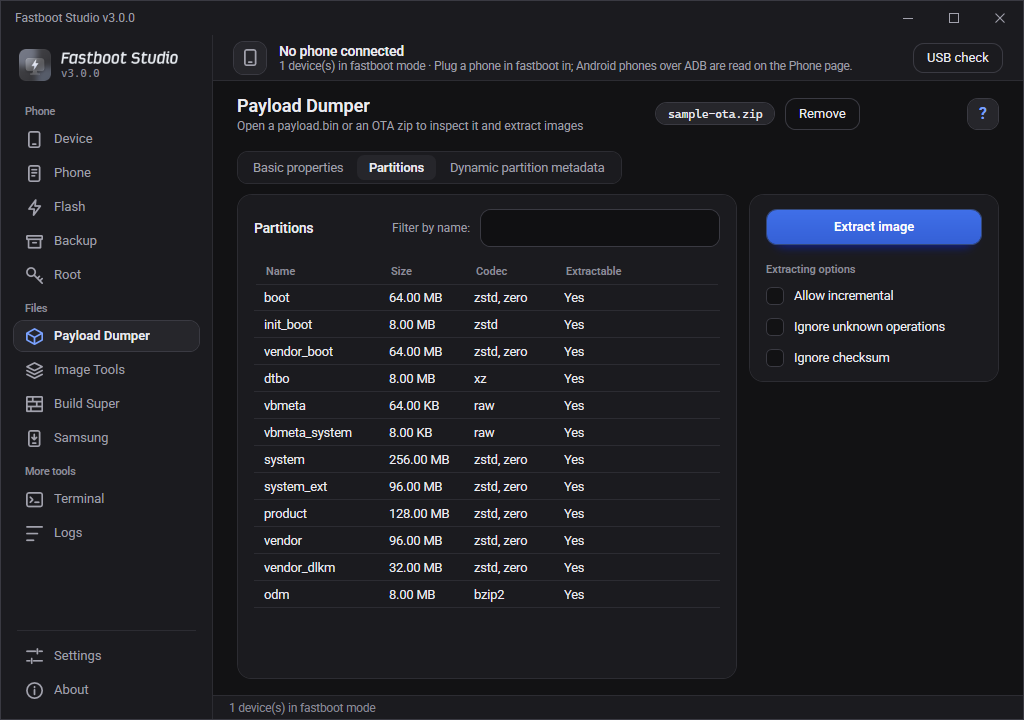 Fastboot Studio v3.0.0
Fastboot Studio
v3.0.0
Phone
Device
Phone
Flash
Backup
Root
Files
Payload Dumper
Image Tools
Build Super
Samsung
More tools
Terminal
Logs
Settings
About
No phone connected
1 device(s) in fastboot mode · Plug a phone in fastboot in; Android phones over ADB are read on the Phone page.
USB check
Payload Dumper
Open a payload.bin or an OTA zip to inspect it and extract images
sample-ota.zip
Remove
?
Basic properties Partitions Dynamic partition metadata
Partitions
Filter by name:
Name Size Codec Extractable
boot 64.00 MB zstd, zero Yes
init_boot 8.00 MB zstd Yes
vendor_boot 64.00 MB zstd, zero Yes
dtbo 8.00 MB xz Yes
vbmeta 64.00 KB raw Yes
vbmeta_system 8.00 KB raw Yes
system 256.00 MB zstd, zero Yes
system_ext 96.00 MB zstd, zero Yes
product 128.00 MB zstd, zero Yes
vendor 96.00 MB zstd, zero Yes
vendor_dlkm 32.00 MB zstd, zero Yes
odm 8.00 MB bzip2 Yes
Extract image
Extracting options
Allow incremental
Ignore unknown operations
Ignore checksum
1 device(s) in fastboot mode